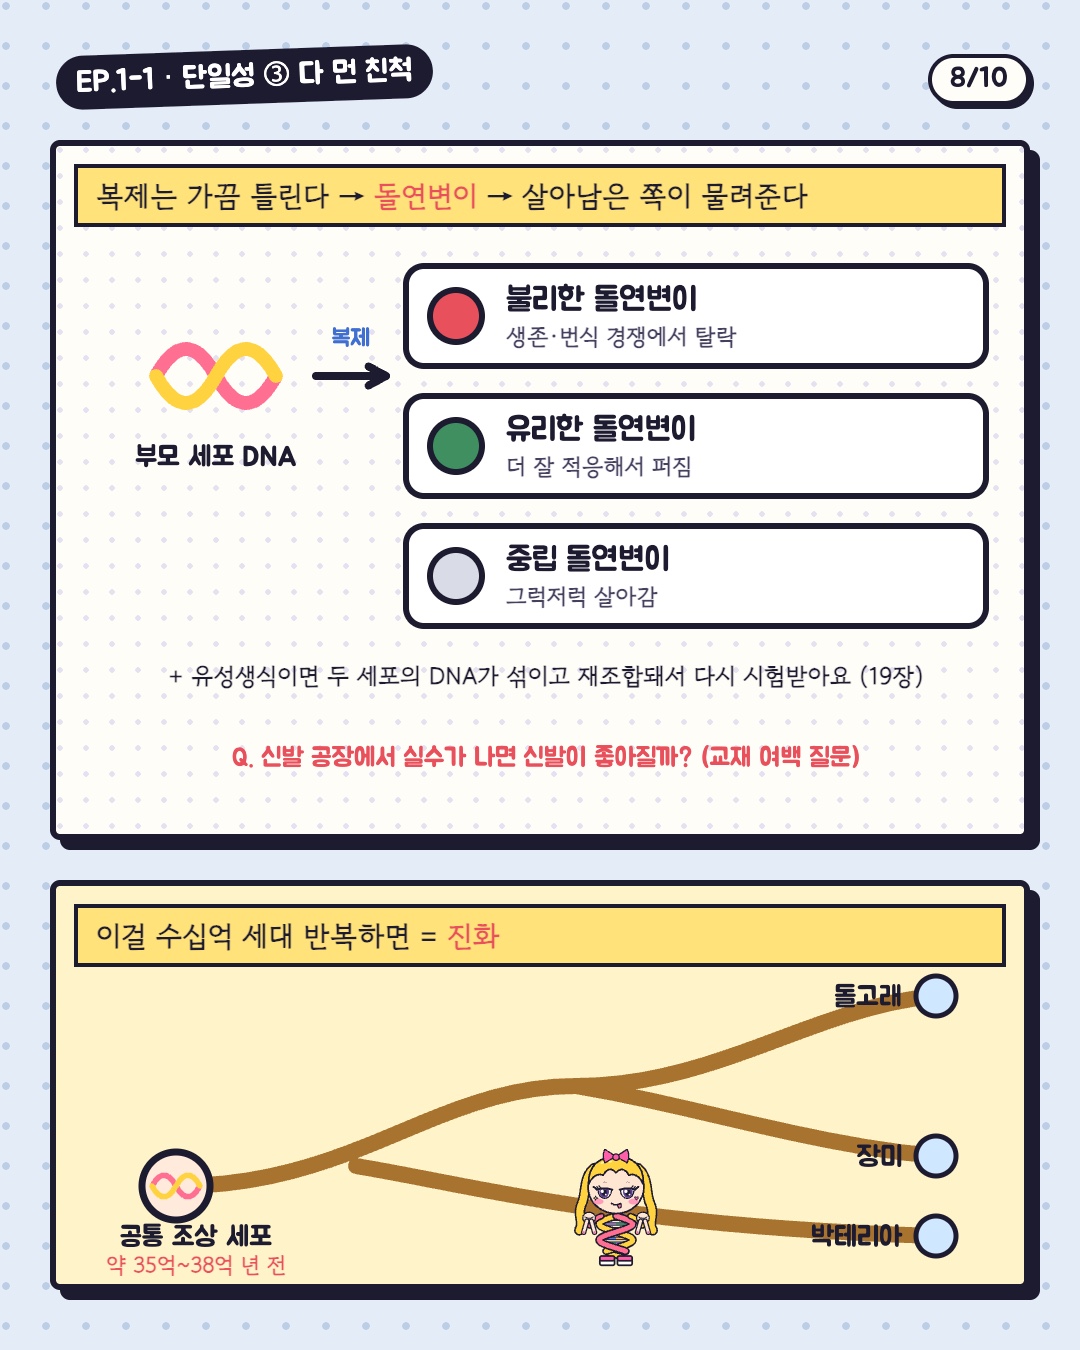 EP.1-1 · 단일성 ③ 다 먼 친척
8/10
복제는 가끔 틀린다 → 돌연변이 → 살아남은 쪽이 물려준다
불리한 돌연변이
생존·번식 경쟁에서 탈락
복제
유리한 돌연변이
더 잘 적응해서 퍼짐
부모 세포 DNA
중립 돌연변이
그럭저럭 살아감
+ 유성생식이면 두 세포의 DNA가 섞이고 재조합돼서 다시 시험받아요 (19장)
Q. 신발 공장에서 실수가 나면 신발이 좋아질까? (교재 여백 질문)
이걸 수십억 세대 반복하면 = 진화
돌고래
장미
박테리아
공통 조상 세포
약 35억~38억 년 전